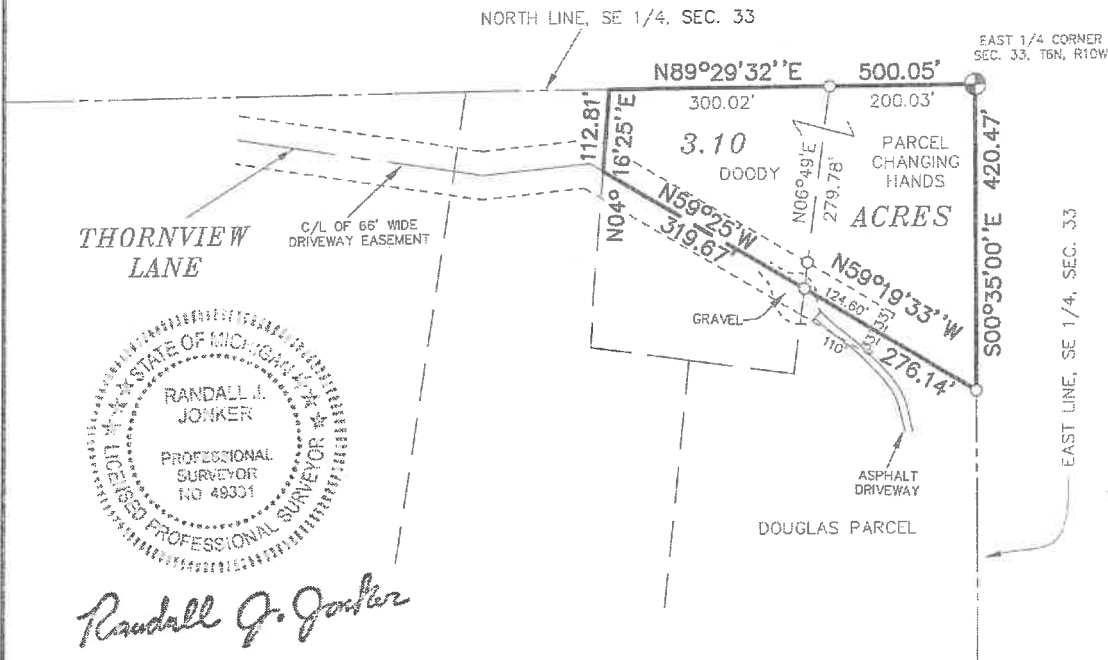 NORTH LINE, SE 1/4, SEC. 33
EAST 1/4 CORNER
SEC. 33, T6N, R10W
N89°29'32''E
500.05'
300.02'
200.03'
112.81'
N04° 16'25''E
3.10
DOODY
N06°49'E
279.78'
PARCEL
CHANGING
HANDS
ACRES
420.47'
S00°35'00''E
N59°25'W
319.67'
N59°19'33''W
124.60'
276.14'
33'
110'
GRAVEL
C/L OF 66' WIDE
DRIVEWAY EASEMENT
THORNVIEW
LANE
EAST LINE, SE 1/4, SEC. 33
ASPHALT
DRIVEWAY
DOUGLAS PARCEL
STATE OF MICHIGAN
RANDALL J.
JONKER
PROFESSIONAL
SURVEYOR
NO 49331
LICENSED PROFESSIONAL SURVEYOR
Randall J. Jonker